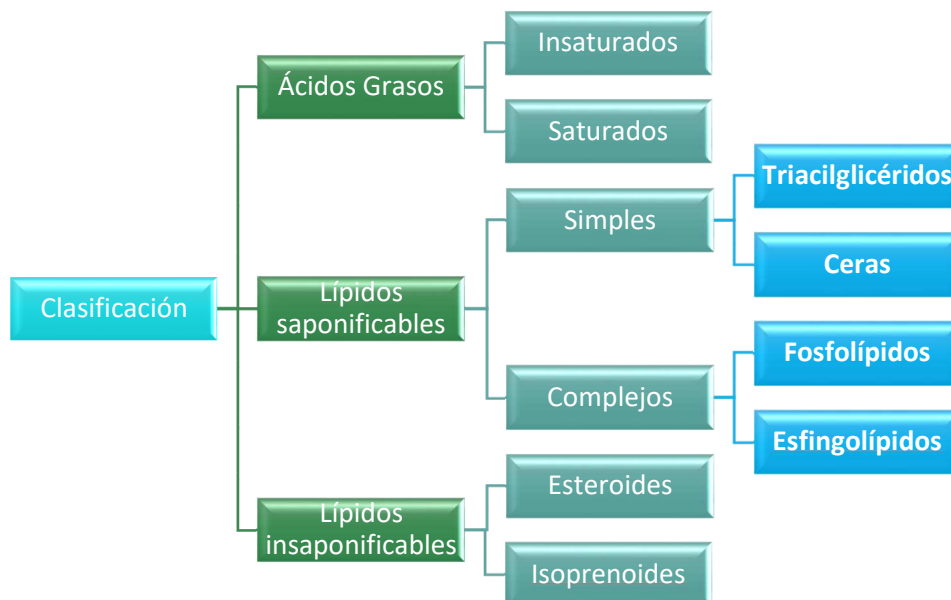 Clasificación
Ácidos Grasos
Insaturados
Saturados
Lípidos
saponificables
Simples
Triacilglicéridos
Ceras
Complejos
Fosfolípidos
Esfingolípidos
Lípidos
insaponificables
Esteroides
Isoprenoides